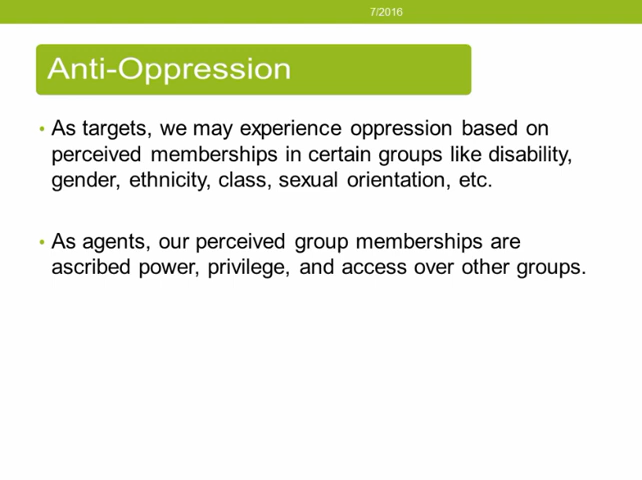 7/2016
Anti-Oppression
• As targets, we may experience oppression based on
perceived memberships in certain groups like disability,
gender, ethnicity, class, sexual orientation, etc.
• As agents, our perceived group memberships are
ascribed power, privilege, and access over other groups.